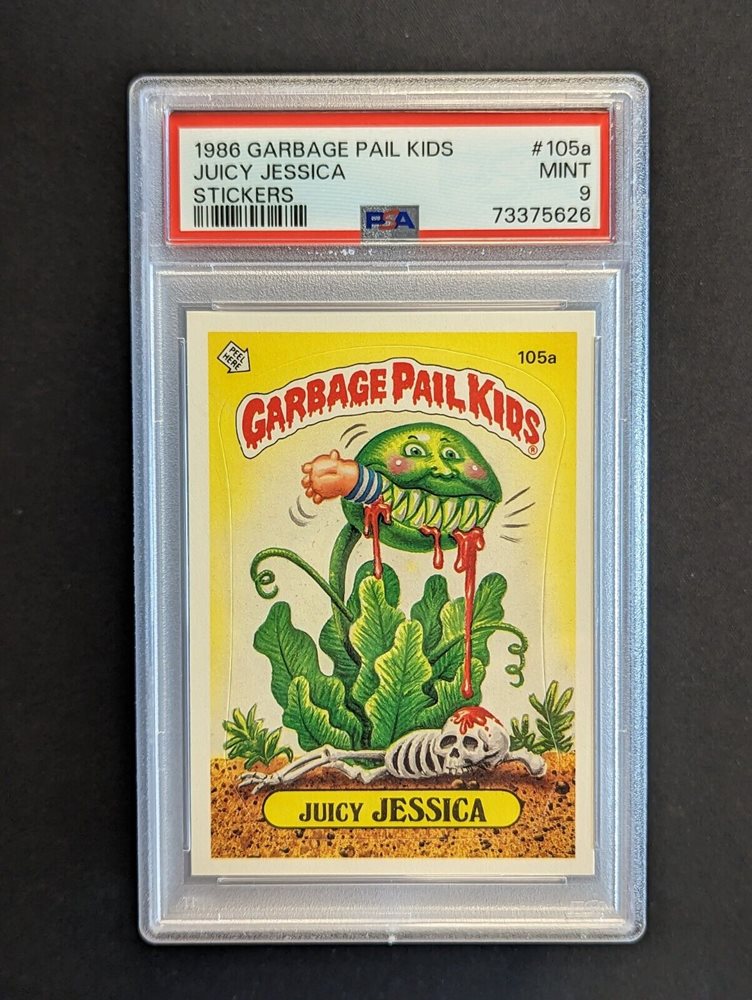 1986 GARBAGE PAIL KIDS #105a
JUICY JESSICA MINT
STICKERS 9
PSA 73375626
PEEL
HERE
105a
GARBAGE PAIL KIDS®
JUICY JESSICA